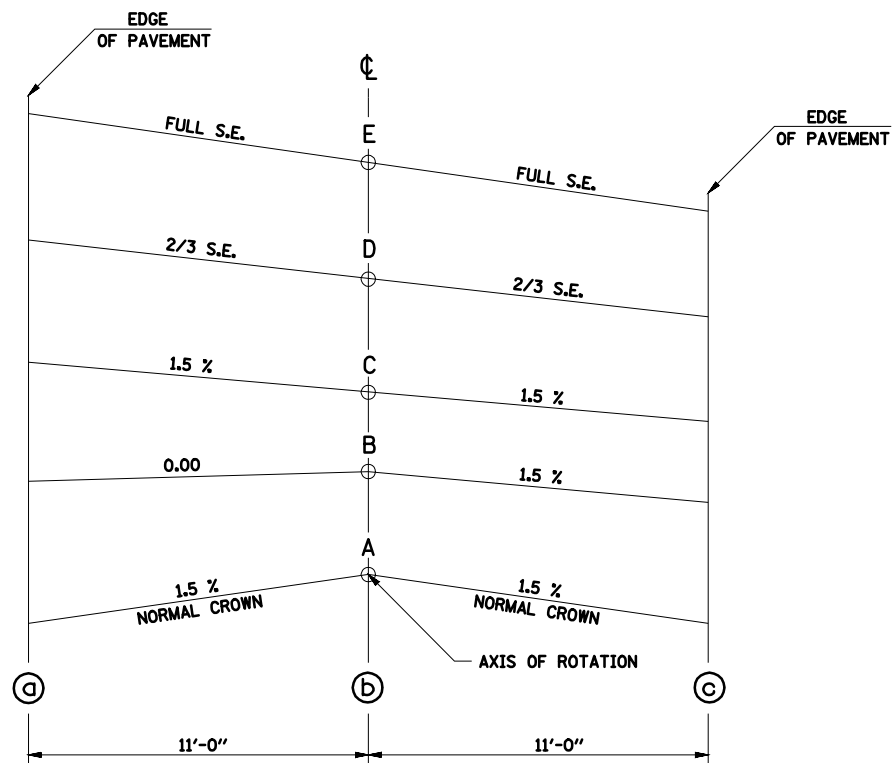 EDGE
OF PAVEMENT
℄
EDGE
OF PAVEMENT
FULL S.E.
E
FULL S.E.
2/3 S.E.
D
2/3 S.E.
1.5 %
C
1.5 %
0.00
B
1.5 %
A
1.5 %
NORMAL CROWN
1.5 %
NORMAL CROWN
AXIS OF ROTATION
a
b
c
11'-0"
11'-0"